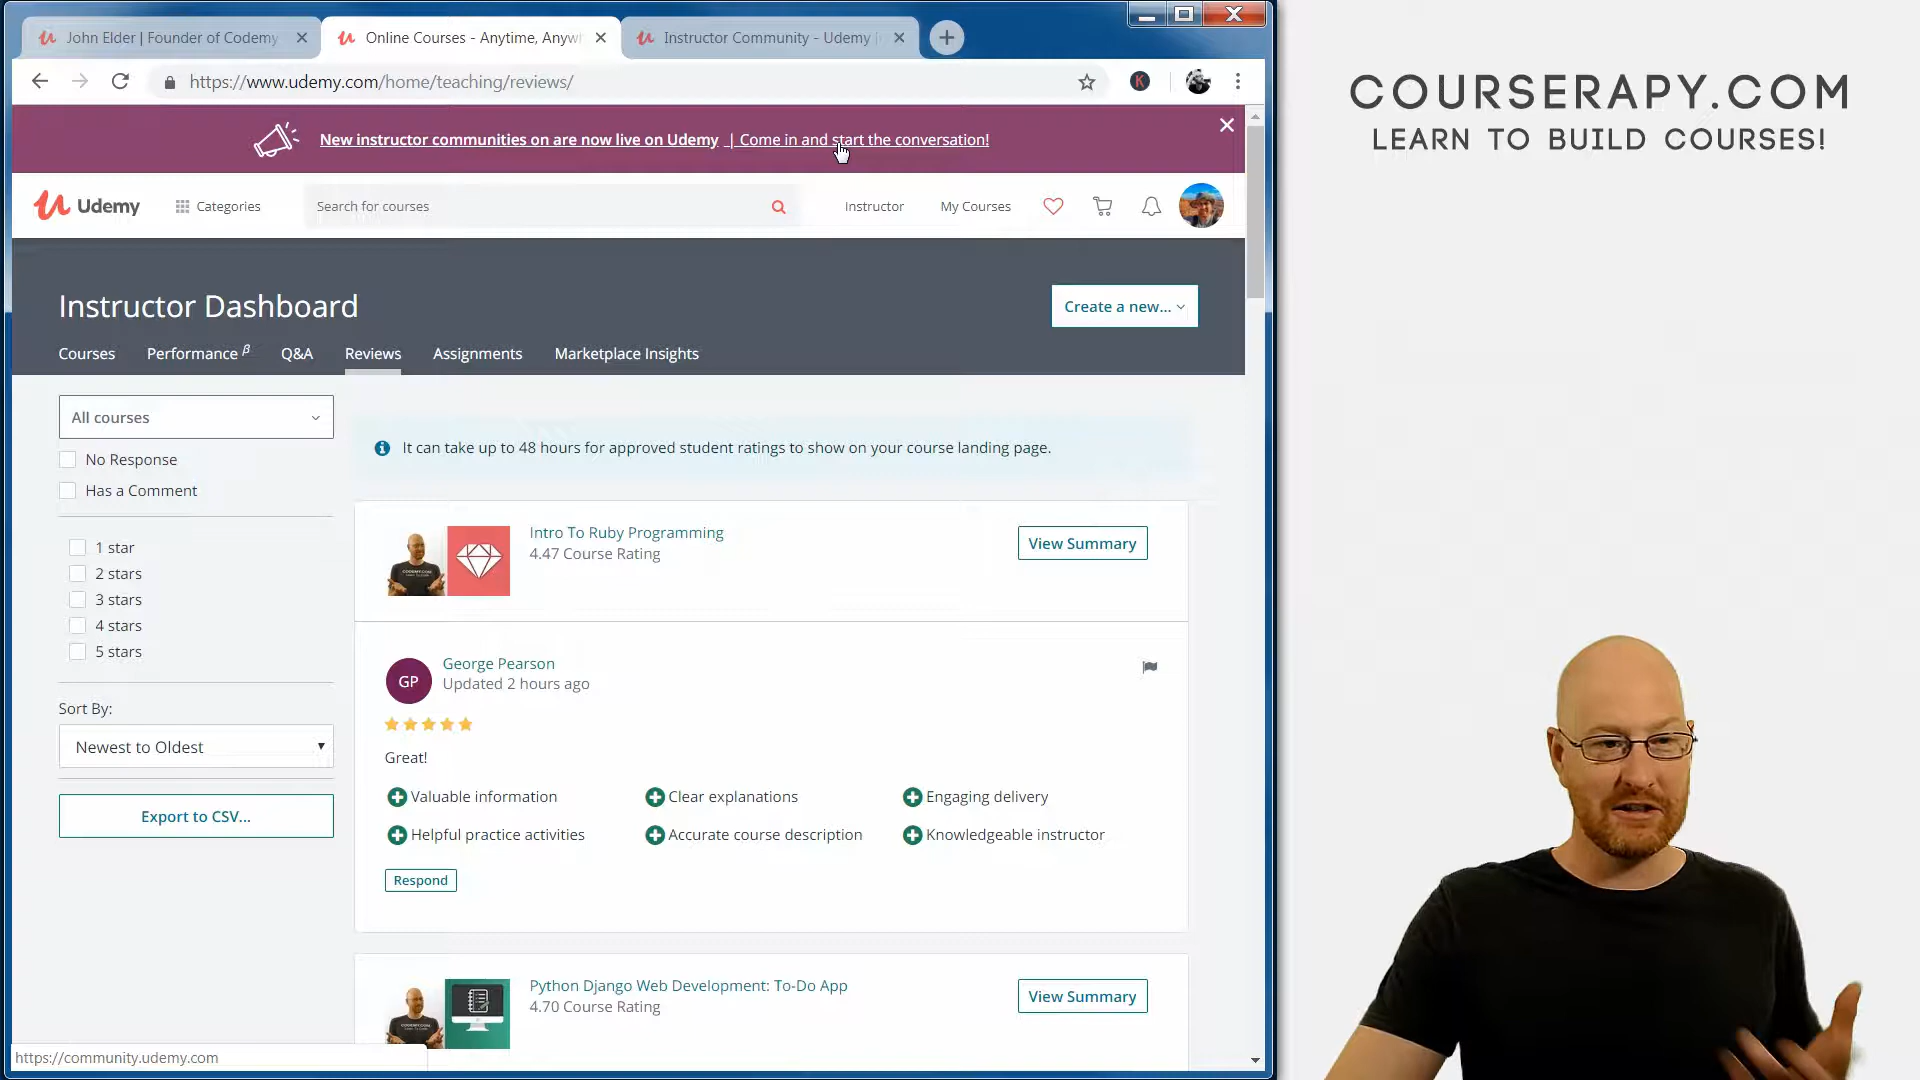 John Elder | Founder of Codemy
Online Courses - Anytime, Anyw
Instructor Community - Udemy
https://www.udemy.com/home/teaching/reviews/
K
New instructor communities on are now live on Udemy | Come in and start the conversation!
Udemy
Categories
Search for courses
Instructor
My Courses
Instructor Dashboard
Create a new...
Courses
Performance β
Q&A
Reviews
Assignments
Marketplace Insights
All courses
No Response
Has a Comment
1 star
2 stars
3 stars
4 stars
5 stars
Sort By:
Newest to Oldest
Export to CSV...
It can take up to 48 hours for approved student ratings to show on your course landing page.
Intro To Ruby Programming
4.47 Course Rating
View Summary
GP
George Pearson
Updated 2 hours ago
Great!
Valuable information
Clear explanations
Engaging delivery
Helpful practice activities
Accurate course description
Knowledgeable instructor
Respond
Python Django Web Development: To-Do App
4.70 Course Rating
View Summary
https://community.udemy.com
COURSERAPY.COM
LEARN TO BUILD COURSES!